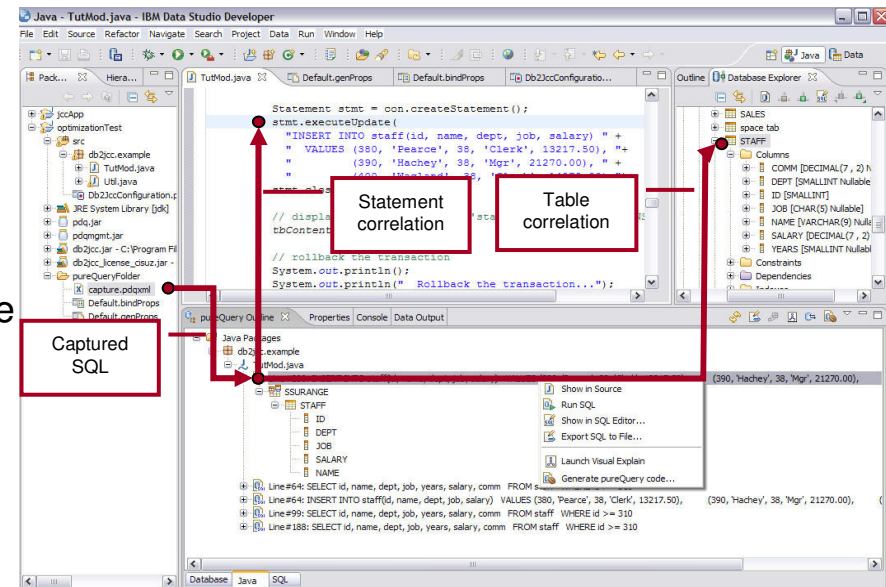 Java - TutMod.java - IBM Data Studio Developer
File Edit Source Refactor Navigate Search Project Data Run Window Help
Java Data
Pack... Hiera...
jccApp
optimizationTest
src
db2jcc.example
TutMod.java
Util.java
Db2JccConfiguration.p
JRE System Library [jdk]
pdq.jar
pdqmgmt.jar
db2jcc.jar - C:\Program Fil
db2jcc_license_cisuz.jar -
pureQueryFolder
capture.pdqxml
Default.bindProps
Default.genProps
e
Captured
SQL
TutMod.java Default.genProps Default.bindProps Db2JccConfiguratio...
Statement stmt = con.createStatement();
stmt.executeUpdate(
"INSERT INTO staff(id, name, dept, job, salary) " +
" VALUES (380, 'Pearce', 38, 'Clerk', 13217.50), "+
" (390, 'Hachey', 38, 'Mgr', 21270.00), " +
stmt.clos
// displa
tbContent
// rollback the transaction
System.out.println();
System.out.println(" Rollback the transaction...");
Statement
correlation
Table
correlation
Outline Database Explorer
SALES
space tab
STAFF
Columns
COMM [DECIMAL(7 , 2) N
DEPT [SMALLINT Nullable
ID [SMALLINT]
JOB [CHAR(5) Nullable]
NAME [VARCHAR(9) Nulla
SALARY [DECIMAL(7 , 2)
YEARS [SMALLINT Nullabl
Constraints
Dependencies
pureQuery Outline Properties Console Data Output
Java Packages
db2jcc.example
TutMod.java
(390, 'Hachey', 38, 'Mgr', 21270.00),
SSURANGE
STAFF
ID
DEPT
JOB
SALARY
NAME
Show in Source
Run SQL
Show in SQL Editor...
Export SQL to File...
Launch Visual Explain
Generate pureQuery code...
Line#64: SELECT id, name, dept, job, years, salary, comm FROM
Line#64: INSERT INTO staff(id, name, dept, job, salary) VALUES (380, 'Pearce', 38, 'Clerk', 13217.50), (390, 'Hachey', 38, 'Mgr', 21270.00), (
Line#99: SELECT id, name, dept, job, years, salary, comm FROM staff WHERE id >= 310
Line#188: SELECT id, name, dept, job, years, salary, comm FROM staff WHERE id >= 310
Database Java SQL